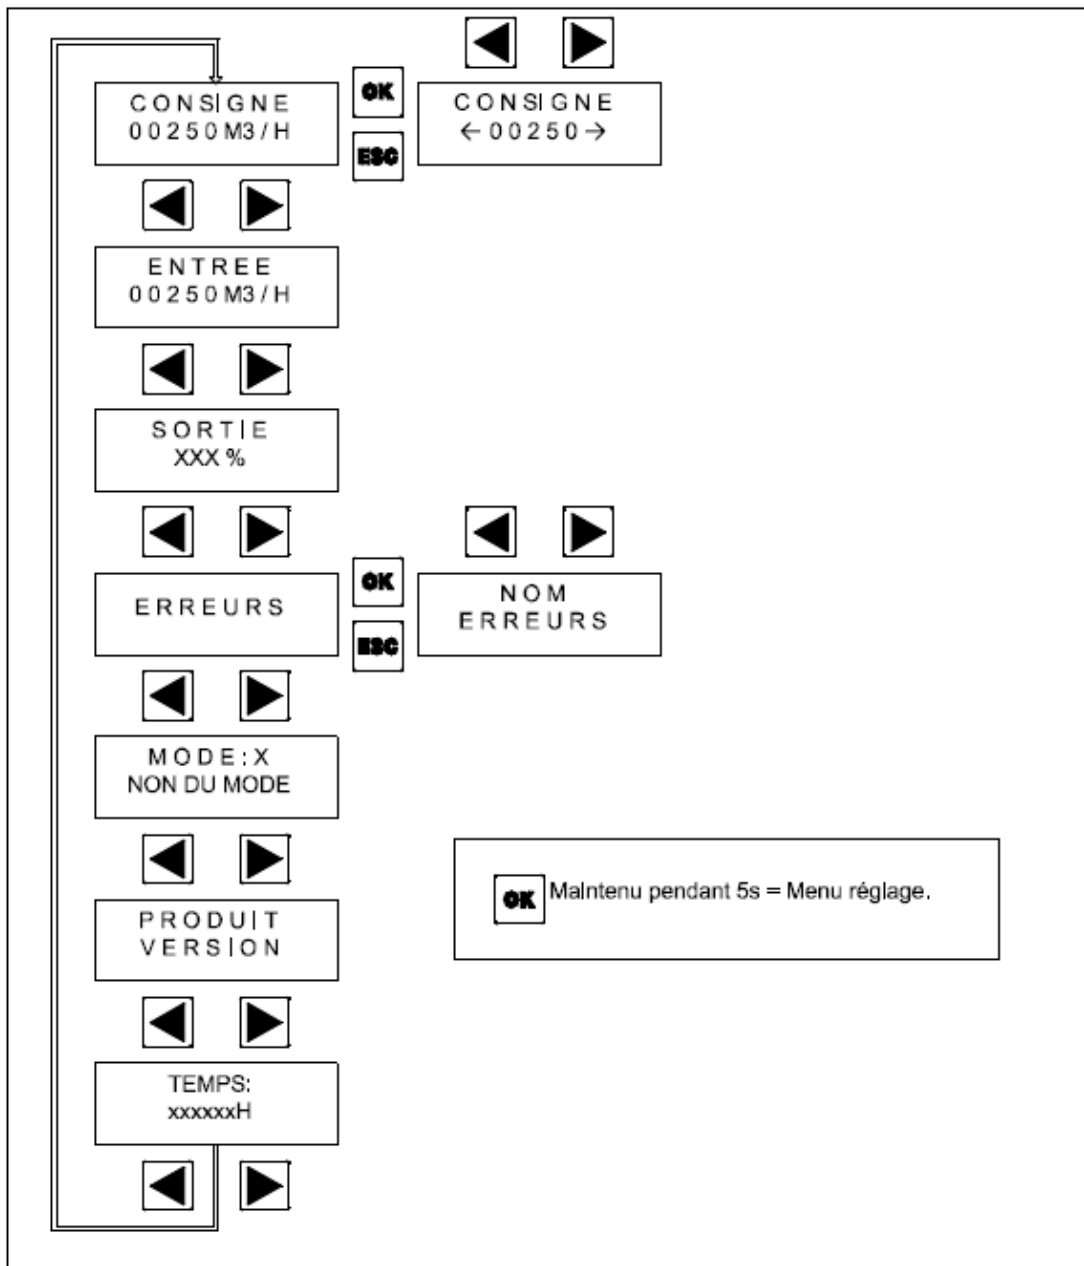 CONSIGNE
00250M3/H
OK
ESC
CONSIGNE
←00250→
ENTREE
00250M3/H
SORTIE
XXX %
ERREURS
OK
ESC
NOM
ERREURS
MODE:X
NON DU MODE
OK Maintenu pendant 5s = Menu réglage.
PRODUIT
VERSION
TEMPS:
xxxxxxH